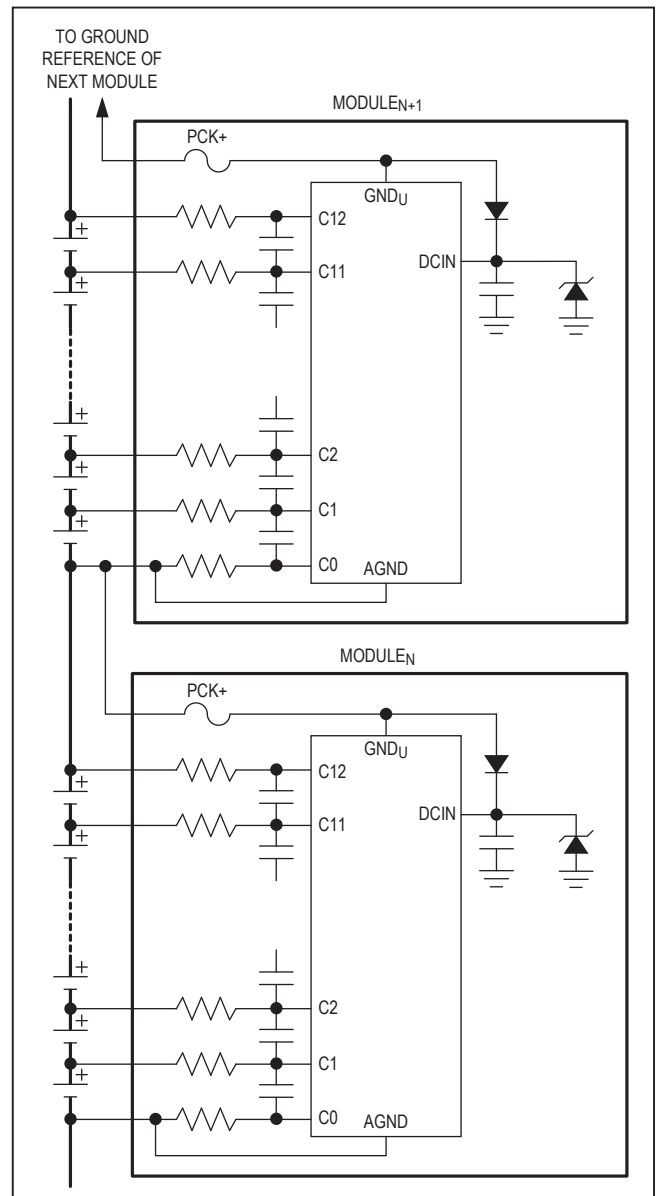 TO GROUND
REFERENCE OF
NEXT MODULE
MODULEN+1
PCK+
GNDU
+
C12
DCIN
+
C11
+
C2
+
C1
C0
AGND
MODULEN
PCK+
GNDU
C12
+
DCIN
C11
+
+
C2
C1
+
C0
AGND